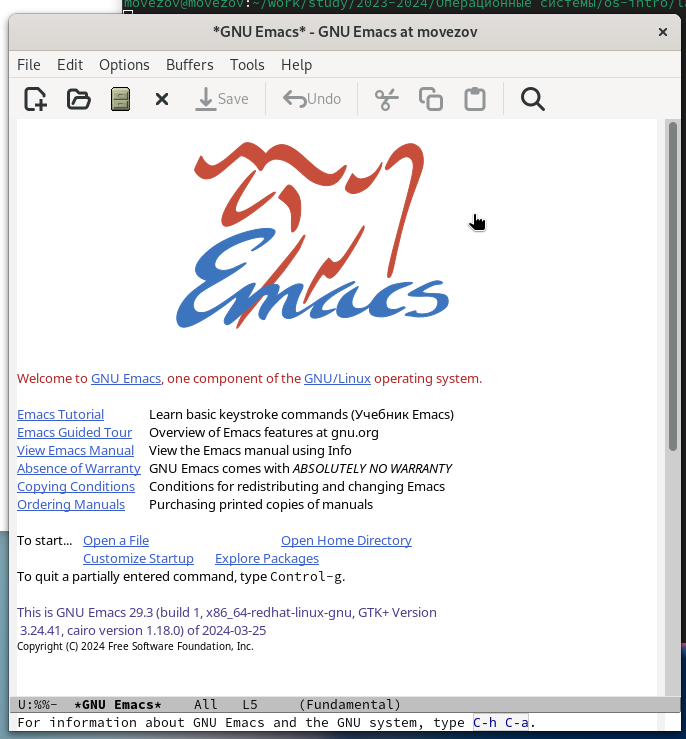 movezov@movezov:~/work/study/2023-2024/Операционные системы/os-intro/
*GNU Emacs* - GNU Emacs at movezov
File Edit Options Buffers Tools Help
Save Undo
Emacs
Welcome to GNU Emacs, one component of the GNU/Linux operating system.
Emacs Tutorial Learn basic keystroke commands (Учебник Emacs)
Emacs Guided Tour Overview of Emacs features at gnu.org
View Emacs Manual View the Emacs manual using Info
Absence of Warranty GNU Emacs comes with ABSOLUTELY NO WARRANTY
Copying Conditions Conditions for redistributing and changing Emacs
Ordering Manuals Purchasing printed copies of manuals
To start... Open a File Open Home Directory
Customize Startup Explore Packages
To quit a partially entered command, type Control-g.
This is GNU Emacs 29.3 (build 1, x86_64-redhat-linux-gnu, GTK+ Version
3.24.41, cairo version 1.18.0) of 2024-03-25
Copyright (C) 2024 Free Software Foundation, Inc.
U:%%- *GNU Emacs* All L5 (Fundamental)
For information about GNU Emacs and the GNU system, type C-h C-a.